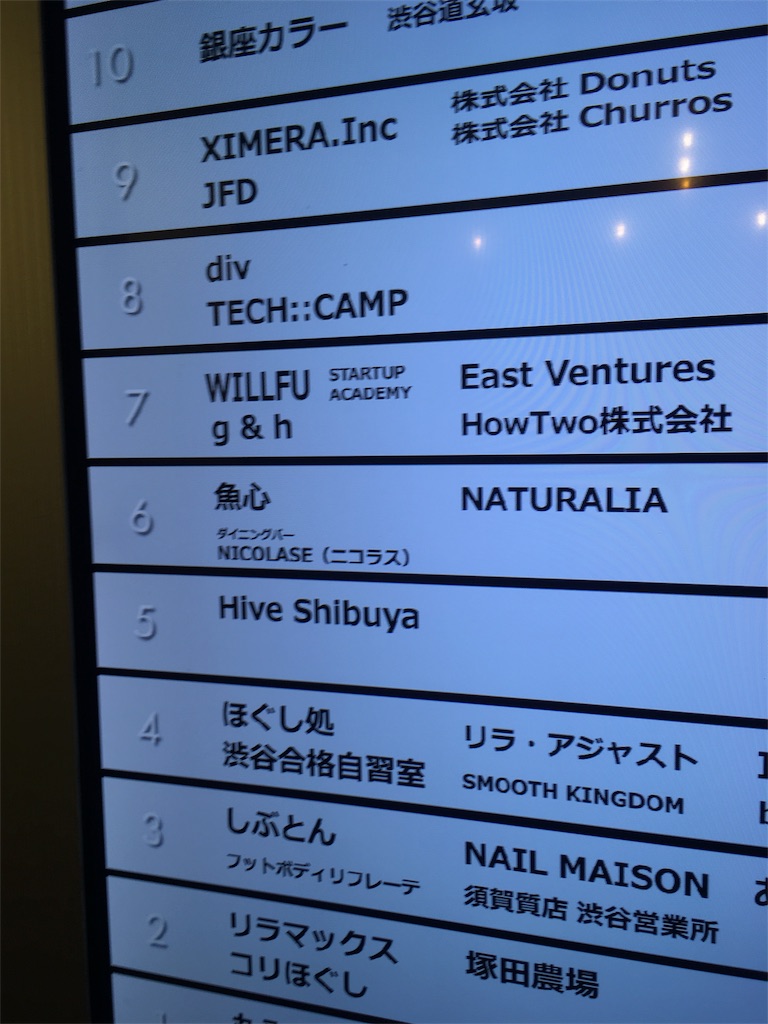 10 銀座カラー 渋谷道玄坂
9 XIMERA.Inc 株式会社 Donuts
株式会社 Churros
JFD
8 div
TECH::CAMP
7 WILLFU STARTUP ACADEMY East Ventures
g & h HowTwo株式会社
6 魚心 NATURALIA
ダイニングバー
NICOLASE（ニコラス）
5 Hive Shibuya
4 ほぐし処 リラ・アジャスト
渋谷合格自習室 SMOOTH KINGDOM
3 しぶとん NAIL MAISON
フットボディリフレーテ 須賀質店 渋谷営業所
2 リラマックス 塚田農場
コリほぐし